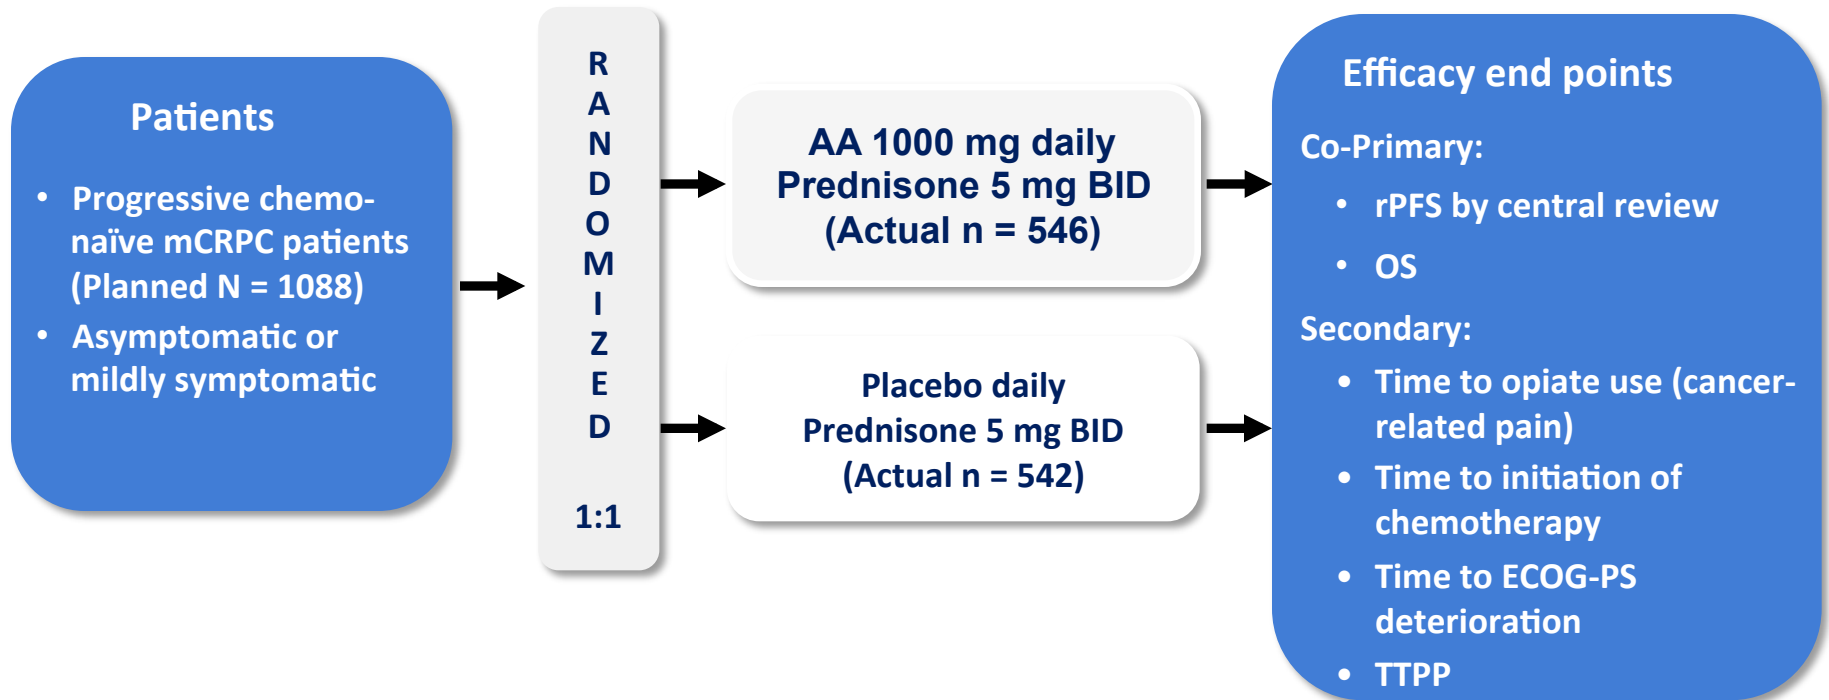 Patients
• Progressive chemo-
naïve mCRPC patients
(Planned N = 1088)
• Asymptomatic or
mildly symptomatic
R
A
N
D
O
M
I
Z
E
D
1:1
AA 1000 mg daily
Prednisone 5 mg BID
(Actual n = 546)
Placebo daily
Prednisone 5 mg BID
(Actual n = 542)
Efficacy end points
Co-Primary:
• rPFS by central review
• OS
Secondary:
• Time to opiate use (cancer-
related pain)
• Time to initiation of
chemotherapy
• Time to ECOG-PS
deterioration
• TTPP